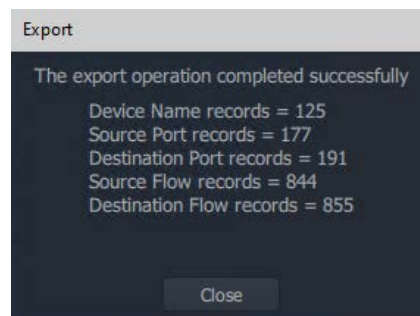 Export
The export operation completed successfully
Device Name records = 125
Source Port records = 177
Destination Port records = 191
Source Flow records = 844
Destination Flow records = 855
Close